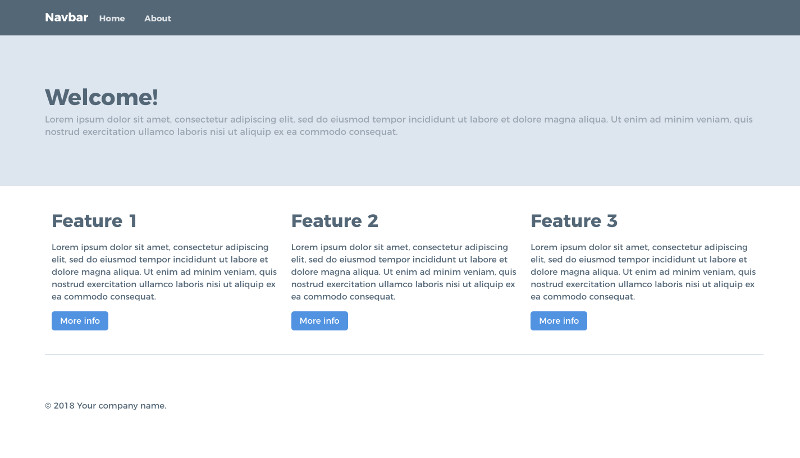 Navbar Home About
Welcome!
Lorem ipsum dolor sit amet, consectetur adipiscing elit, sed do eiusmod tempor incididunt ut labore et dolore magna aliqua. Ut enim ad minim veniam, quis
nostrud exercitation ullamco laboris nisi ut aliquip ex ea commodo consequat.
Feature 1
Lorem ipsum dolor sit amet, consectetur adipiscing
elit, sed do eiusmod tempor incididunt ut labore et
dolore magna aliqua. Ut enim ad minim veniam, quis
nostrud exercitation ullamco laboris nisi ut aliquip ex
ea commodo consequat.
More info
Feature 2
Lorem ipsum dolor sit amet, consectetur adipiscing
elit, sed do eiusmod tempor incididunt ut labore et
dolore magna aliqua. Ut enim ad minim veniam, quis
nostrud exercitation ullamco laboris nisi ut aliquip ex
ea commodo consequat.
More info
Feature 3
Lorem ipsum dolor sit amet, consectetur adipiscing
elit, sed do eiusmod tempor incididunt ut labore et
dolore magna aliqua. Ut enim ad minim veniam, quis
nostrud exercitation ullamco laboris nisi ut aliquip ex
ea commodo consequat.
More info
© 2018 Your company name.